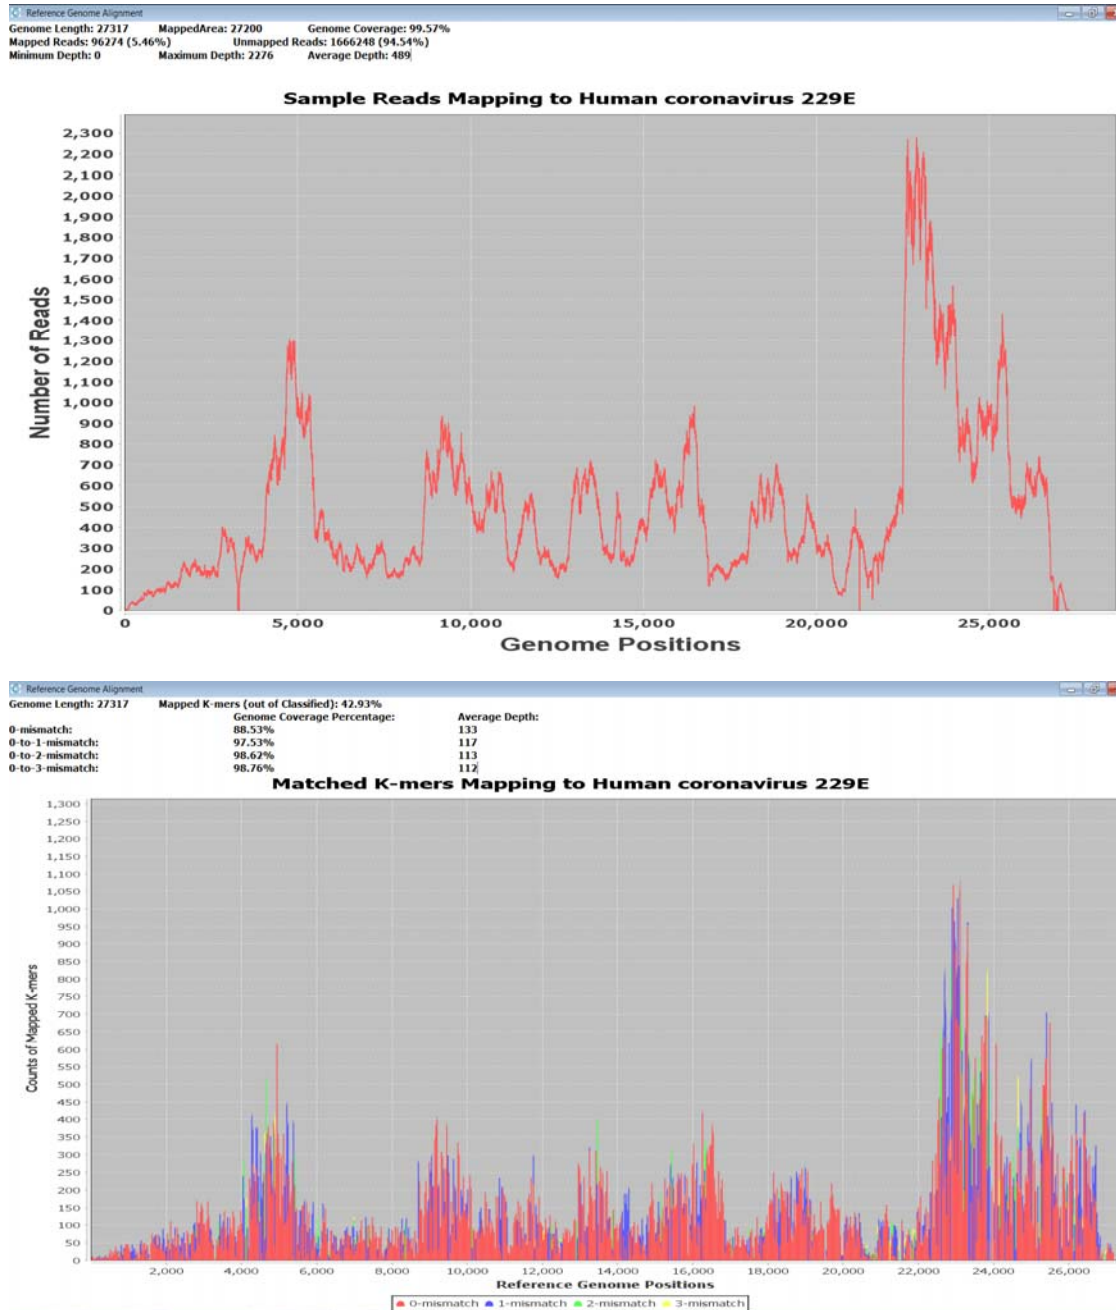 Reference Genome Alignment
Genome Length: 27317 MappedArea: 27200 Genome Coverage: 99.57%
Mapped Reads: 96274 (5.46%) Unmapped Reads: 1666248 (94.54%)
Minimum Depth: 0 Maximum Depth: 2276 Average Depth: 489
Sample Reads Mapping to Human coronavirus 229E
Number of Reads
2,300
2,200
2,100
2,000
1,900
1,800
1,700
1,600
1,500
1,400
1,300
1,200
1,100
1,000
900
800
700
600
500
400
300
200
100
0
0 5,000 10,000 15,000 20,000 25,000
Genome Positions
Reference Genome Alignment
Genome Length: 27317 Mapped K-mers (out of Classified): 42.93%
Genome Coverage Percentage: Average Depth:
0-mismatch: 88.53% 133
0-to-1-mismatch: 97.53% 117
0-to-2-mismatch: 98.62% 113
0-to-3-mismatch: 98.76% 112
Matched K-mers Mapping to Human coronavirus 229E
Counts of Mapped K-mers
1,300
1,250
1,200
1,150
1,100
1,050
1,000
950
900
850
800
750
700
650
600
550
500
450
400
350
300
250
200
150
100
50
0
2,000 4,000 6,000 8,000 10,000 12,000 14,000 16,000 18,000 20,000 22,000 24,000 26,000
Reference Genome Positions
0-mismatch 1-mismatch 2-mismatch 3-mismatch